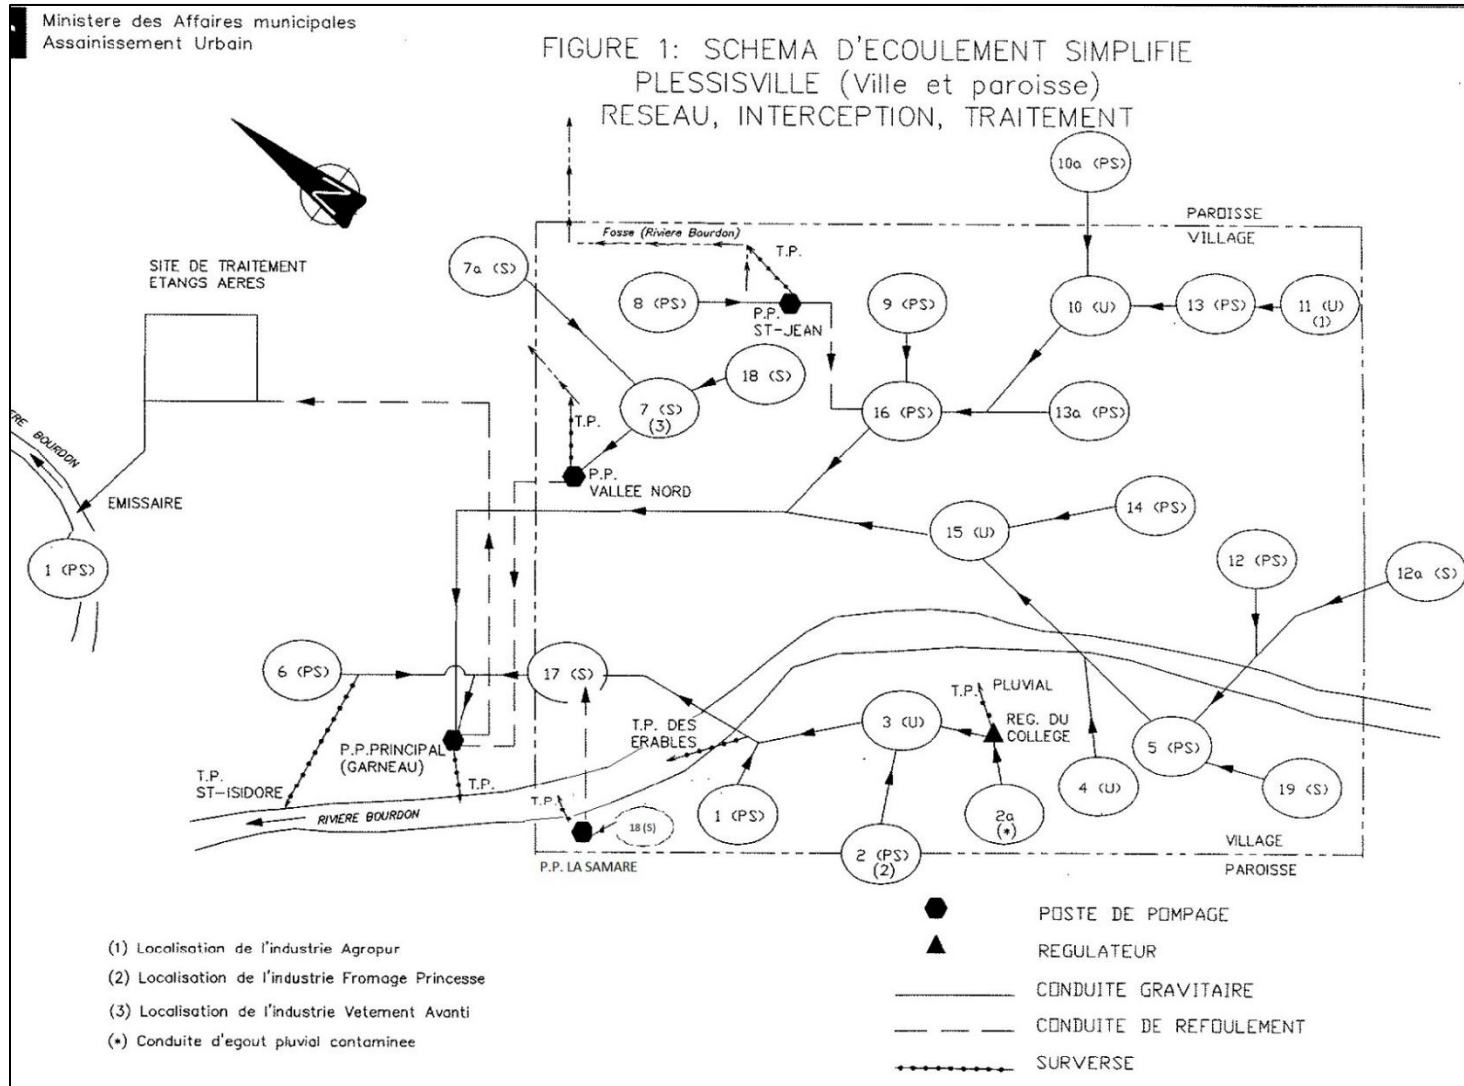 Ministere des Affaires municipales
Assainissement Urbain
FIGURE 1: SCHEMA D'ECOULEMENT SIMPLIFIE
PLESSISVILLE (Ville et paroisse)
RESEAU, INTERCEPTION, TRAITEMENT
N
10a (PS)
PAROISSE
VILLAGE
Fosse (Riviere Bourdon)
T.P.
7a (S)
SITE DE TRAITEMENT
ETANGS AERES
8 (PS)
P.P.
ST-JEAN
9 (PS)
10 (U)
13 (PS)
11 (U)
(1)
18 (S)
7 (S)
(3)
T.P.
16 (PS)
13a (PS)
RIVIERE BOURDON
P.P.
VALLEE NORD
EMISSAIRE
14 (PS)
15 (U)
1 (PS)
12 (PS)
12a (S)
6 (PS)
17 (S)
T.P.
PLUVIAL
REG. DU
COLLEGE
3 (U)
T.P. DES
ERABLES
P.P.PRINCIPAL
(GARNEAU)
5 (PS)
T.P.
ST-ISIDORE
T.P.
4 (U)
19 (S)
T.P.
1 (PS)
2a
(*)
RIVIERE BOURDON
18 (S)
2 (PS)
(2)
VILLAGE
PAROISSE
P.P. LA SAMARE
POSTE DE POMPAGE
REGULATEUR
CONDUITE GRAVITAIRE
CONDUITE DE REFOULEMENT
SURVERSE
(1) Localisation de l'industrie Agropur
(2) Localisation de l'industrie Fromage Princesse
(3) Localisation de l'industrie Vetement Avanti
(*) Conduite d'egout pluvial contaminee